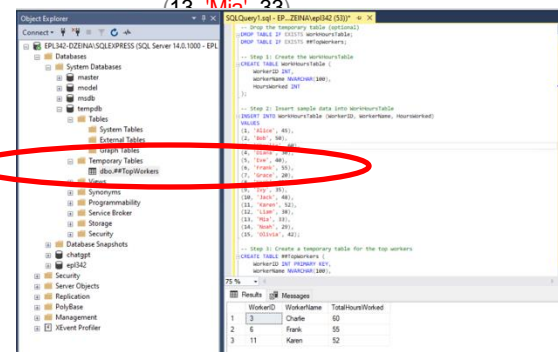 (13, 'Mia', 33)
Object Explorer
Connect
EPL342-DZEINA\SQLEXPRESS (SQL Server 14.0.1000 - EPL
Databases
System Databases
master
model
msdb
tempdb
Tables
System Tables
External Tables
Graph Tables
Temporary Tables
dbo.##TopWorkers
Views
Synonyms
Programmability
Service Broker
Storage
Security
Database Snapshots
chatgpt
epl342
Security
Server Objects
Replication
PolyBase
Management
XEvent Profiler
SQLQuery1.sql - EP...ZEINA\epl342 (53))*
-- Drop the temporary table (optional)
DROP TABLE IF EXISTS WorkHoursTable;
DROP TABLE IF EXISTS ##TopWorkers;
-- Step 1: Create the WorkHoursTable
CREATE TABLE WorkHoursTable (
WorkerID INT,
WorkerName NVARCHAR(100),
HoursWorked INT
);
-- Step 2: Insert sample data into WorkHoursTable
INSERT INTO WorkHoursTable (WorkerID, WorkerName, HoursWorked)
VALUES
(1, 'Alice', 45),
(2, 'Bob', 50),
(5, 'Eve', 40),
(6, 'Frank', 55),
(7, 'Grace', 20),
(10, 'Jack', 48),
(11, 'Karen', 52),
(12, 'Liam', 30),
(13, 'Mia', 33),
(14, 'Noah', 29),
(15, 'Olivia', 42);
-- Step 3: Create a temporary table for the top workers
CREATE TABLE ##TopWorkers (
WorkerID INT PRIMARY KEY,
WorkerName NVARCHAR(100),
75 %
Results Messages
WorkerID WorkerName TotalHoursWorked
1 3 Charlie 60
2 6 Frank 55
3 11 Karen 52